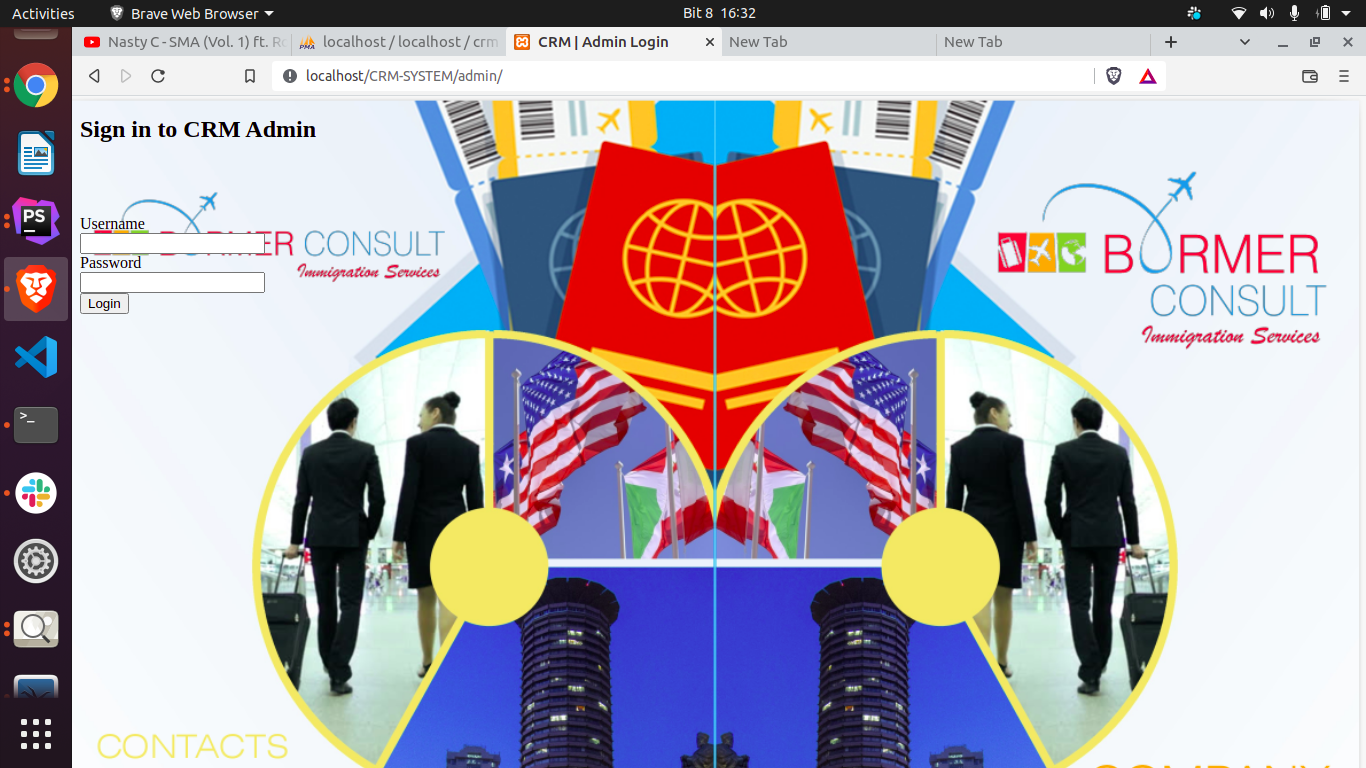 Activities
Brave Web Browser
Bit 8 16:32
Nasty C - SMA (Vol. 1) ft. Ro
PMA
localhost / localhost / crm
CRM | Admin Login
New Tab
New Tab
localhost/CRM-SYSTEM/admin/
PS
>_
Sign in to CRM Admin
Username
Password
Login
CONSULT
Immigration Services
BORMER
CONSULT
Immigration Services
CONTACTS
COMPANY